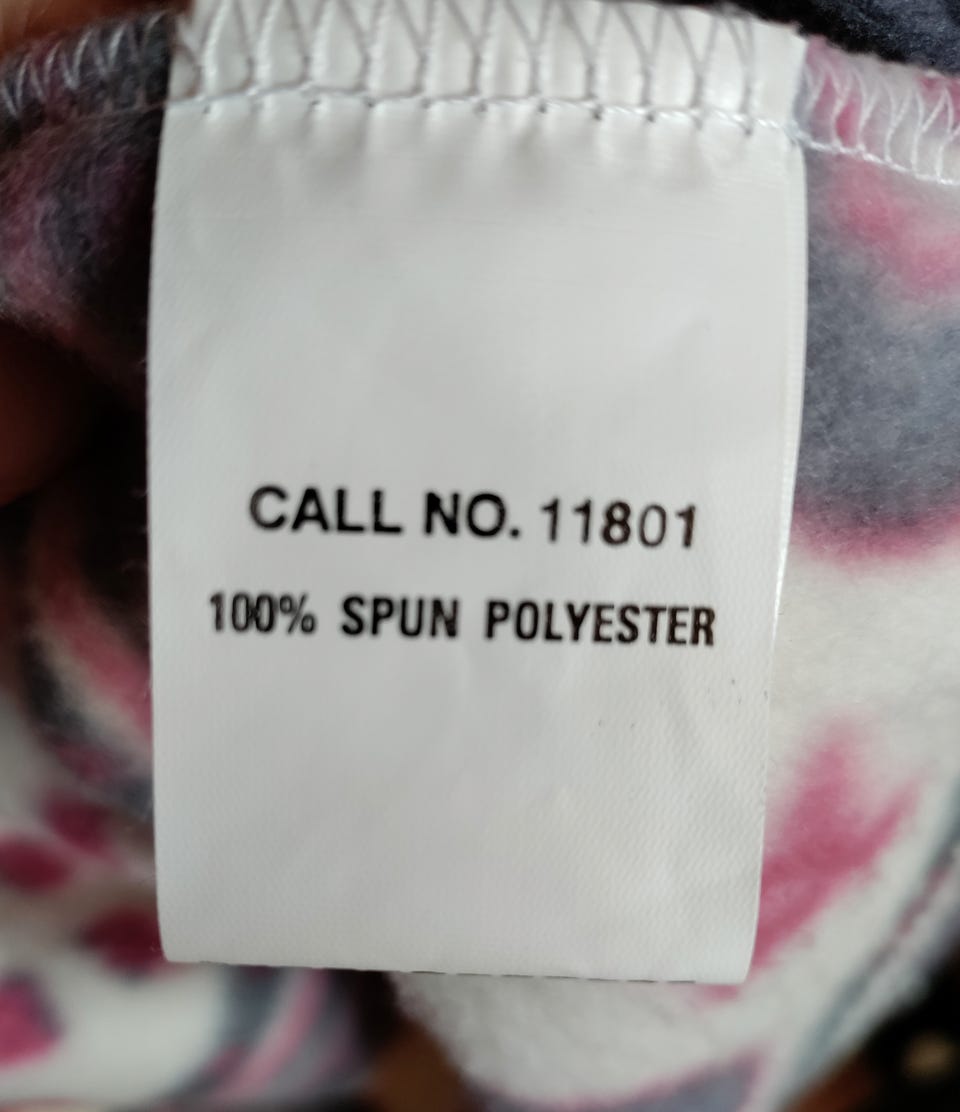 CALL NO. 11801
100% SPUN POLYESTER